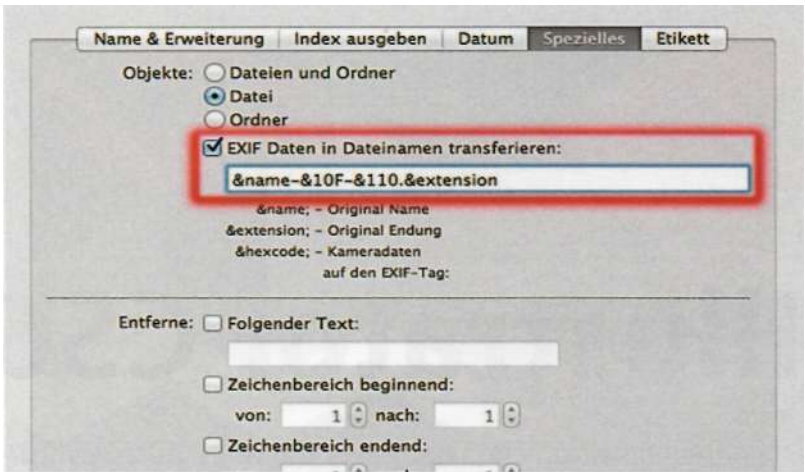 Name & Erweiterung Index ausgeben Datum Spezielles Etikett
Objekte: Dateien und Ordner
Datei
Ordner
EXIF Daten in Dateinamen transferieren:
&name-&10F-&110.&extension
&name; - Original Name
&extension; - Original Endung
&hexcode; - Kameradaten
auf den EXIF-Tag:
Entferne: Folgender Text:
Zeichenbereich beginnend:
von: 1 nach: 1
Zeichenbereich endend: